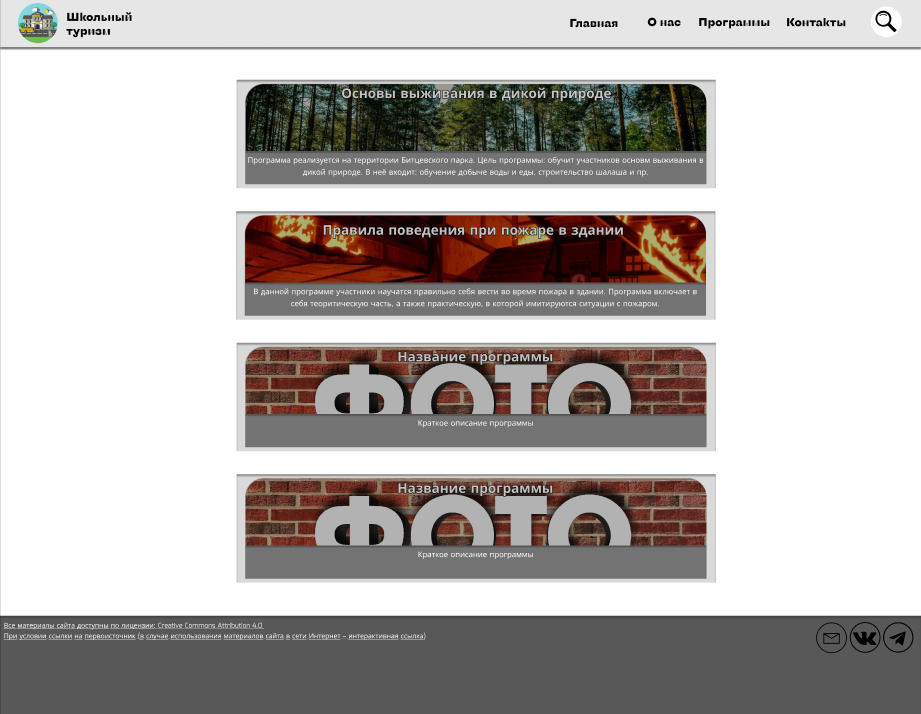 Школьный
туризм
Главная
О нас
Программы
Контакты
Основы выживания в дикой природе
Программа реализуется на территории Битцевского парка. Цель программы: обучит участников основм выживания в
дикой природе. В неё входит: обучение добыче воды и еды, строительство шалаша и пр.
Правила поведения при пожаре в здании
В данной программе участники научатся правильно себя вести во время пожара в здании. Программа включает в
себя теоритическую часть, а также практическую, в которой имитируются ситуации с пожаром.
Название программы
ФОТО
Краткое описание программы
Название программы
ФОТО
Краткое описание программы
Все материалы сайта доступны по лицензии: Creative Commons Attribution 4.0.
При условии ссылки на первоисточник (в случае использования материалов сайта в сети Интернет – интерактивная ссылка)